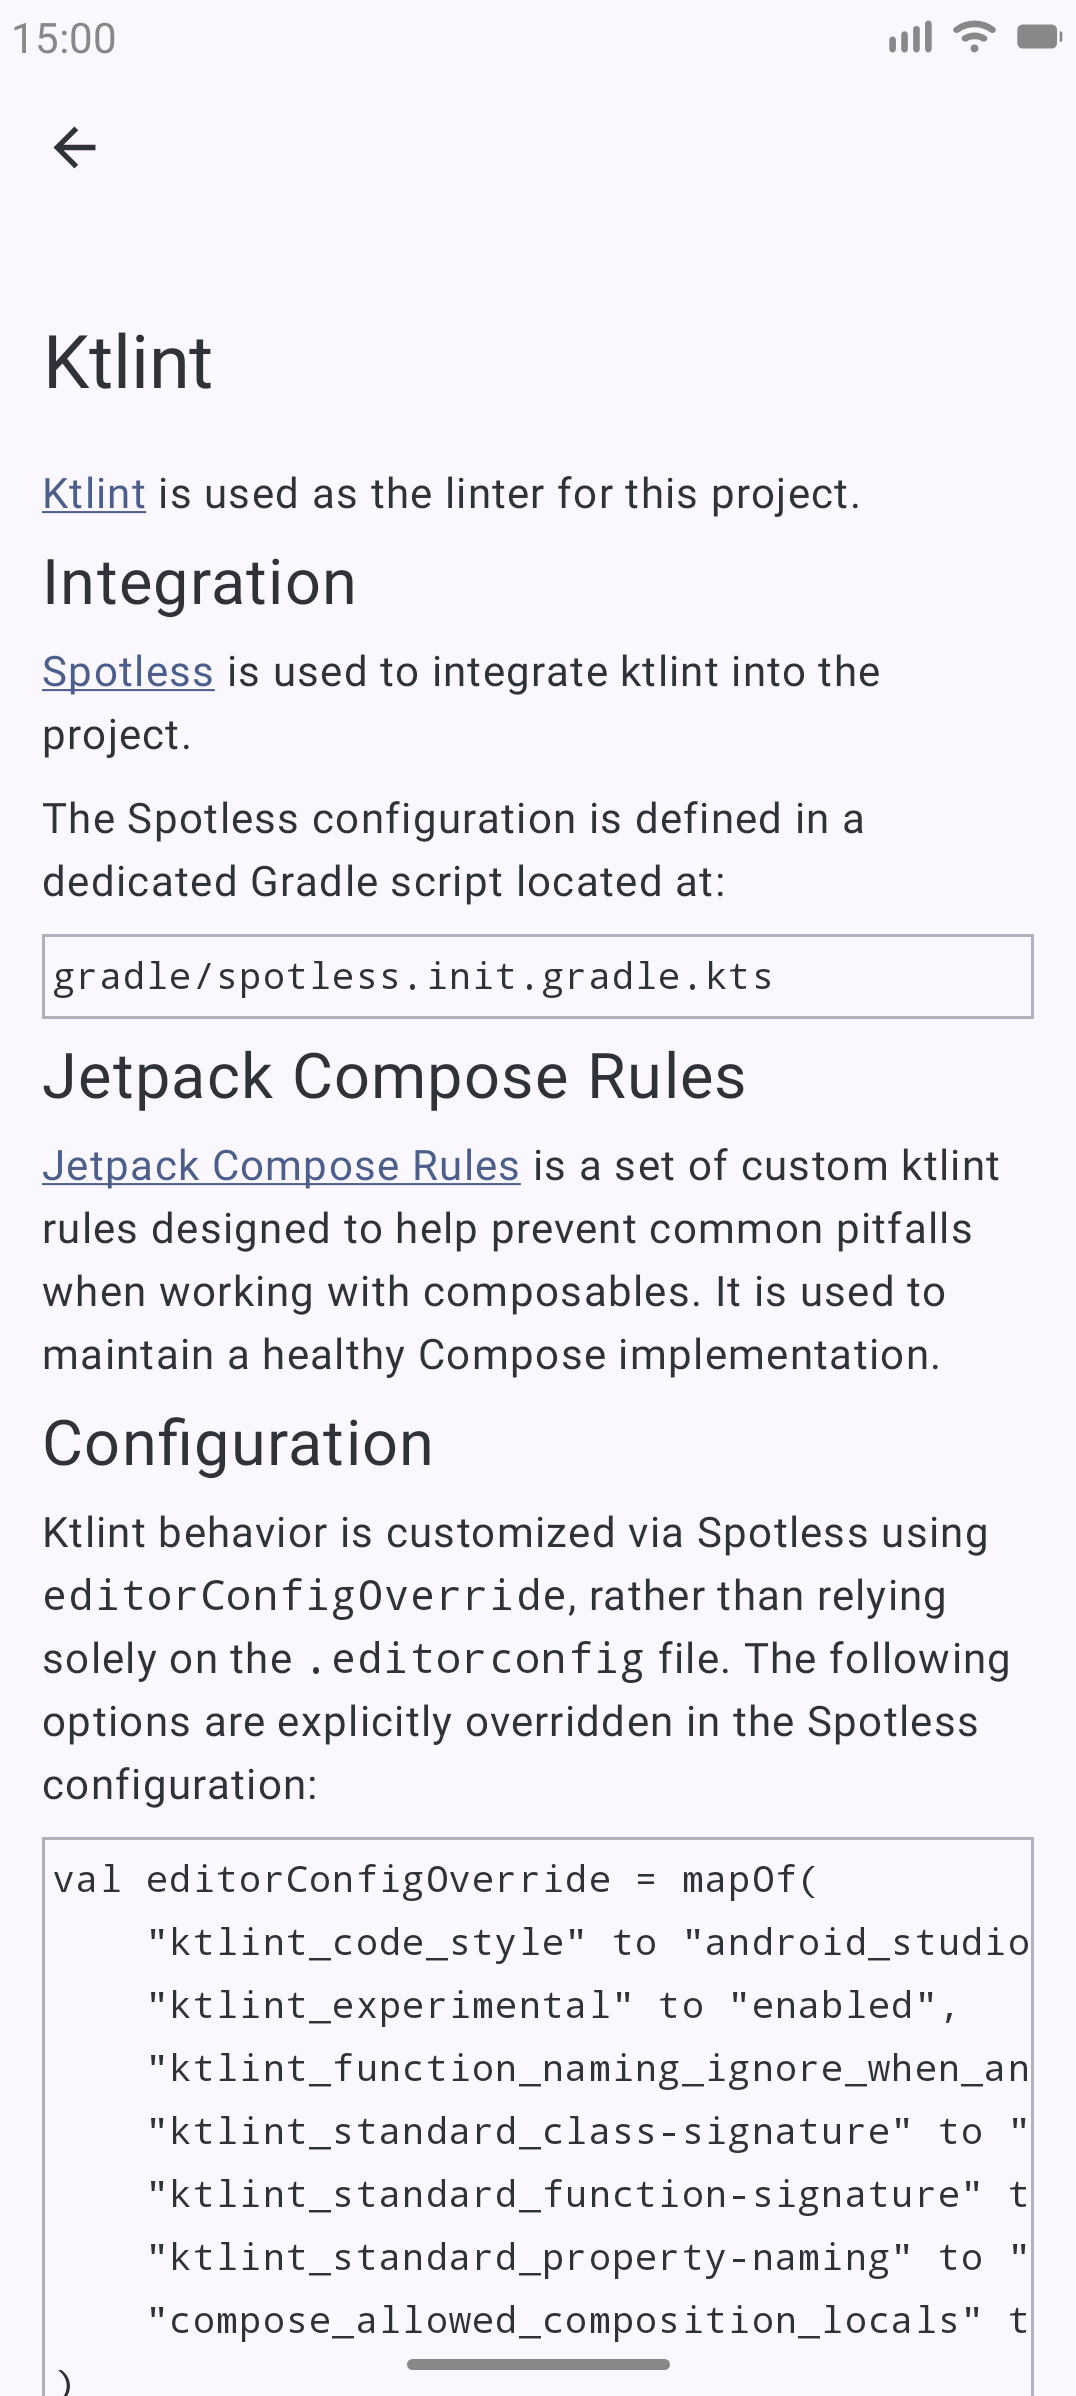 15:00
Ktlint
Ktlint is used as the linter for this project.
Integration
Spotless is used to integrate ktlint into the
project.
The Spotless configuration is defined in a
dedicated Gradle script located at:
gradle/spotless.init.gradle.kts
Jetpack Compose Rules
Jetpack Compose Rules is a set of custom ktlint
rules designed to help prevent common pitfalls
when working with composables. It is used to
maintain a healthy Compose implementation.
Configuration
Ktlint behavior is customized via Spotless using
editorConfigOverride, rather than relying
solely on the .editorconfig file. The following
options are explicitly overridden in the Spotless
configuration:
val editorConfigOverride = mapOf(
    "ktlint_code_style" to "android_studio
    "ktlint_experimental" to "enabled",
    "ktlint_function_naming_ignore_when_an
    "ktlint_standard_class-signature" to "
    "ktlint_standard_function-signature" t
    "ktlint_standard_property-naming" to "
    "compose_allowed_composition_locals" t
)